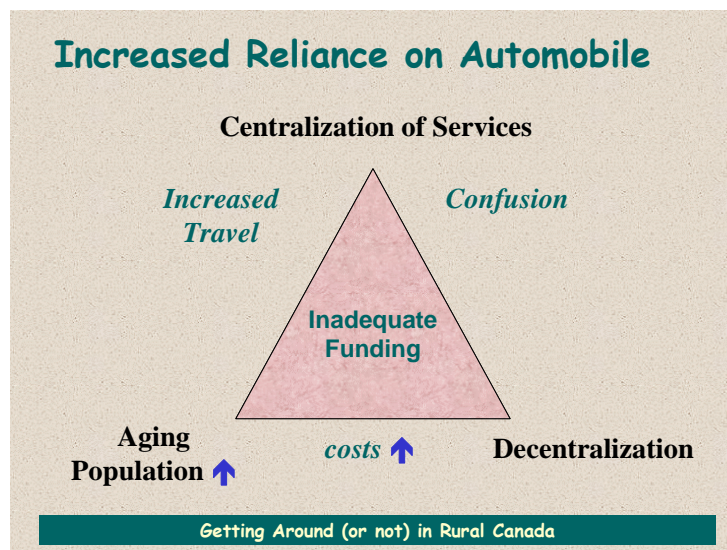 Increased Reliance on Automobile
Centralization of Services
Increased
Travel
Confusion
Inadequate
Funding
Aging
Population
costs
Decentralization
Getting Around (or not) in Rural Canada